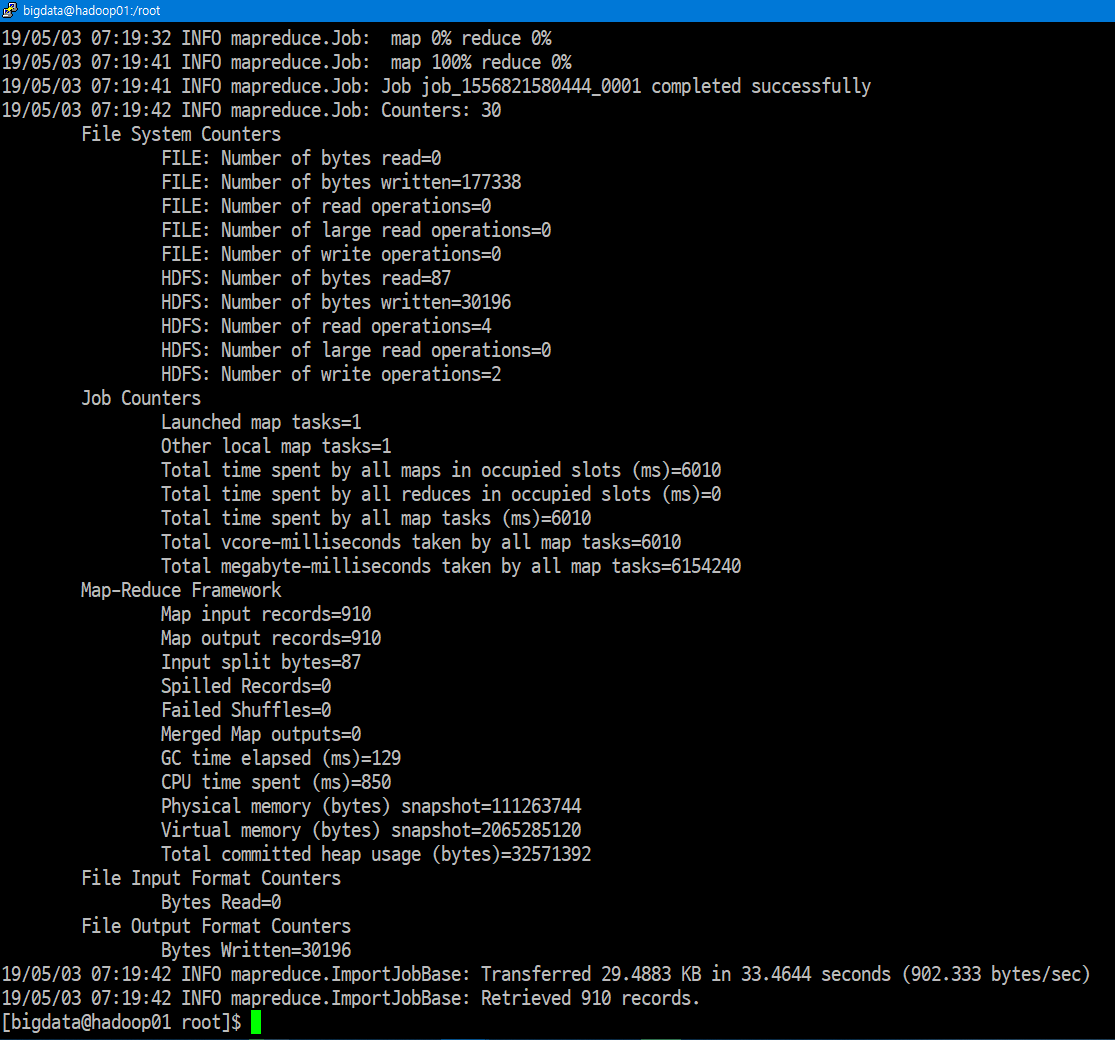 bigdata@hadoop01:/root
19/05/03 07:19:32 INFO mapreduce.Job:  map 0% reduce 0%
19/05/03 07:19:41 INFO mapreduce.Job:  map 100% reduce 0%
19/05/03 07:19:41 INFO mapreduce.Job: Job job_1556821580444_0001 completed successfully
19/05/03 07:19:42 INFO mapreduce.Job: Counters: 30
File System Counters
FILE: Number of bytes read=0
FILE: Number of bytes written=177338
FILE: Number of read operations=0
FILE: Number of large read operations=0
FILE: Number of write operations=0
HDFS: Number of bytes read=87
HDFS: Number of bytes written=30196
HDFS: Number of read operations=4
HDFS: Number of large read operations=0
HDFS: Number of write operations=2
Job Counters
Launched map tasks=1
Other local map tasks=1
Total time spent by all maps in occupied slots (ms)=6010
Total time spent by all reduces in occupied slots (ms)=0
Total time spent by all map tasks (ms)=6010
Total vcore-milliseconds taken by all map tasks=6010
Total megabyte-milliseconds taken by all map tasks=6154240
Map-Reduce Framework
Map input records=910
Map output records=910
Input split bytes=87
Spilled Records=0
Failed Shuffles=0
Merged Map outputs=0
GC time elapsed (ms)=129
CPU time spent (ms)=850
Physical memory (bytes) snapshot=111263744
Virtual memory (bytes) snapshot=2065285120
Total committed heap usage (bytes)=32571392
File Input Format Counters
Bytes Read=0
File Output Format Counters
Bytes Written=30196
19/05/03 07:19:42 INFO mapreduce.ImportJobBase: Transferred 29.4883 KB in 33.4644 seconds (902.333 bytes/sec)
19/05/03 07:19:42 INFO mapreduce.ImportJobBase: Retrieved 910 records.
[bigdata@hadoop01 root]$